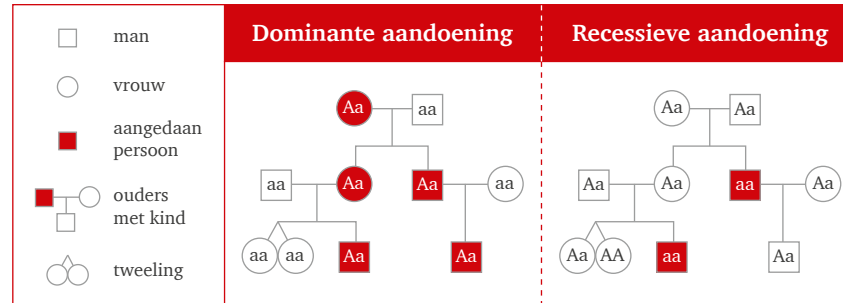 man
vrouw
aangedaan
persoon
ouders
met kind
tweeling
Dominante aandoening
Aa aa
aa Aa Aa aa
aa aa Aa Aa
Recessieve aandoening
Aa Aa
Aa Aa aa Aa
Aa AA aa Aa